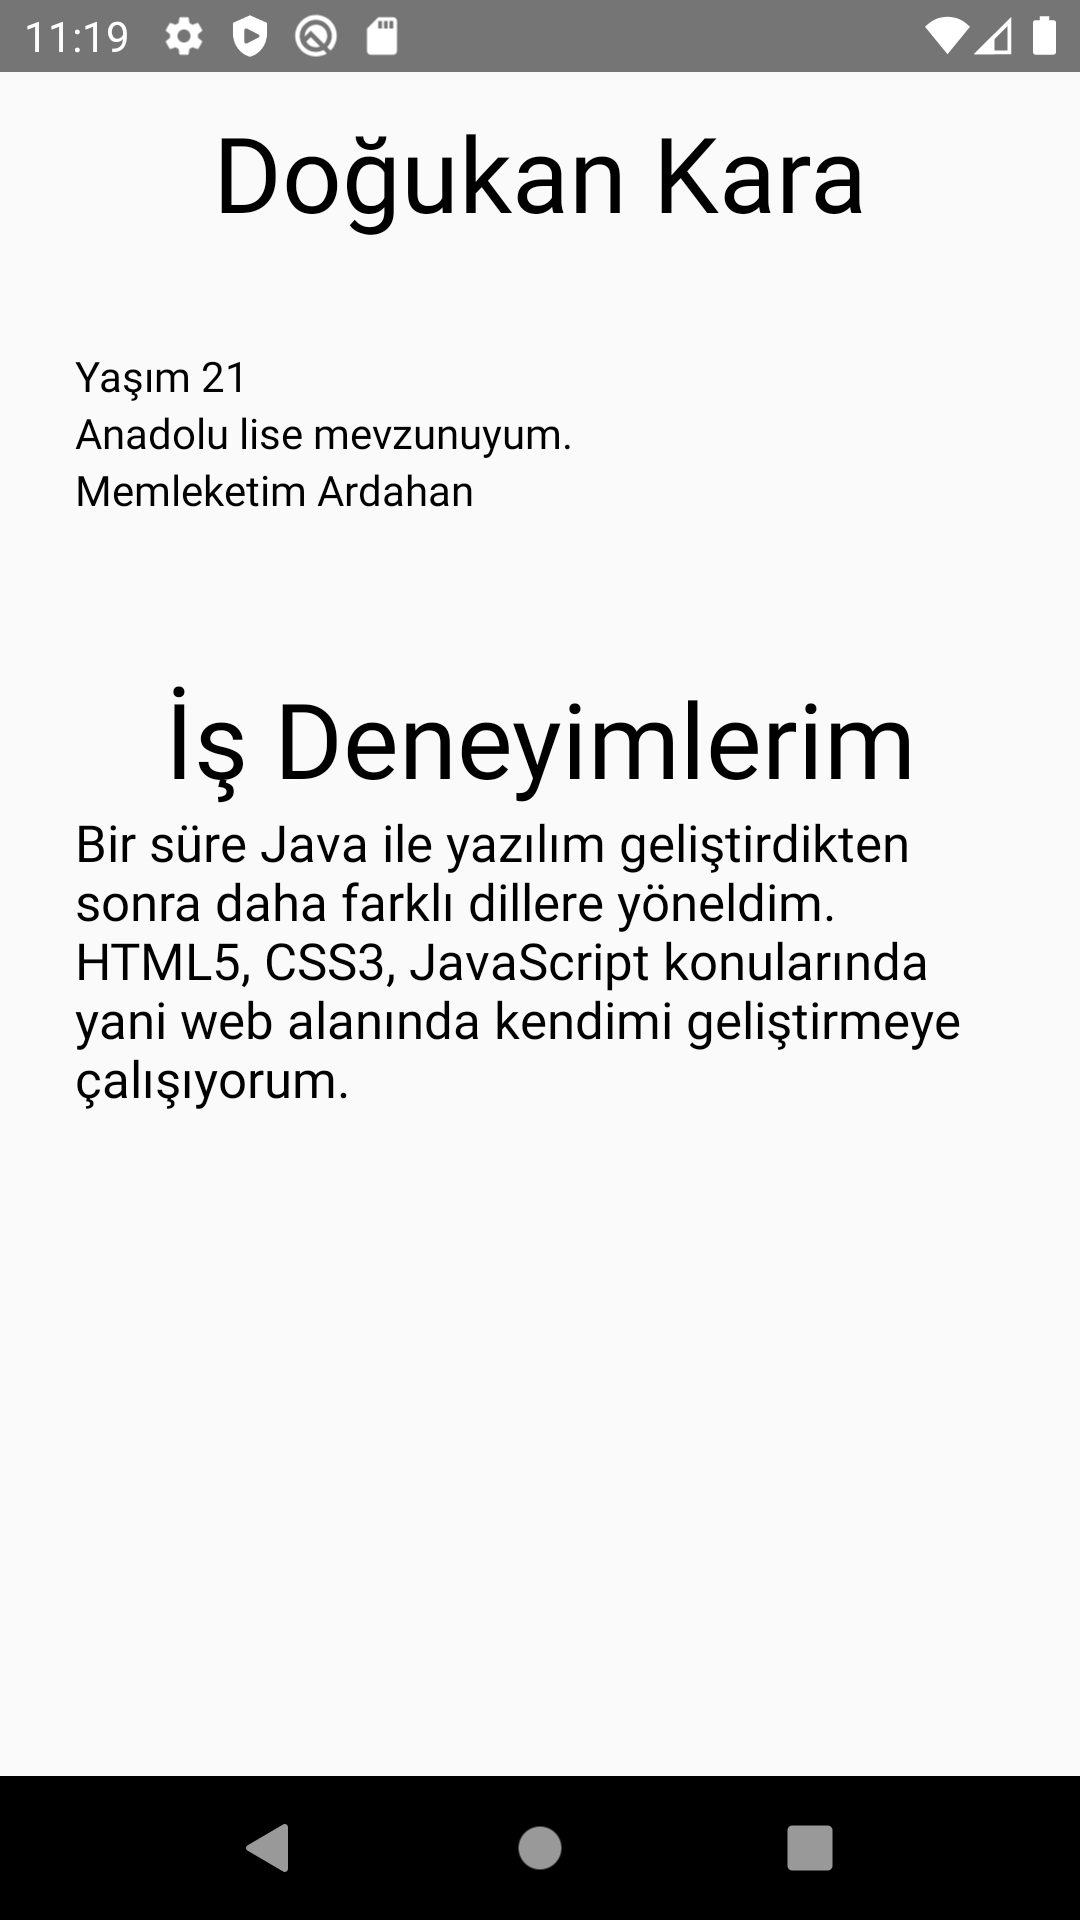 11:19
Doğukan Kara
Yaşım 21
Anadolu lise mevzunuyum.
Memleketim Ardahan
İş Deneyimlerim
Bir süre Java ile yazılım geliştirdikten
sonra daha farklı dillere yöneldim.
HTML5, CSS3, JavaScript konularında
yani web alanında kendimi geliştirmeye
çalışıyorum.